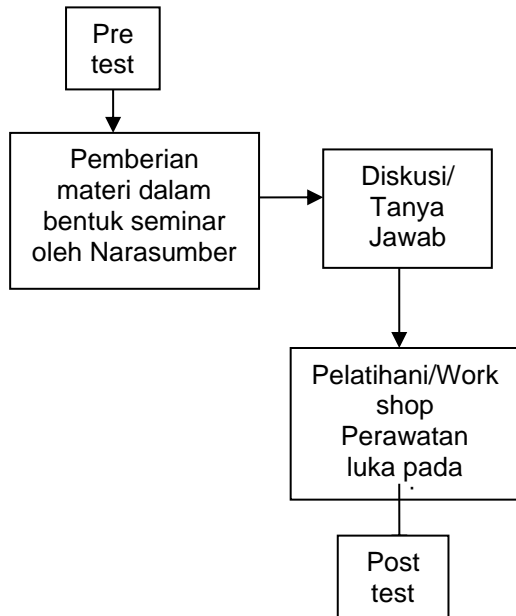 Pre
test
Pemberian
materi dalam
bentuk seminar
oleh Narasumber
Diskusi/
Tanya
Jawab
Pelatihani/Work
shop
Perawatan
luka pada
Post
test